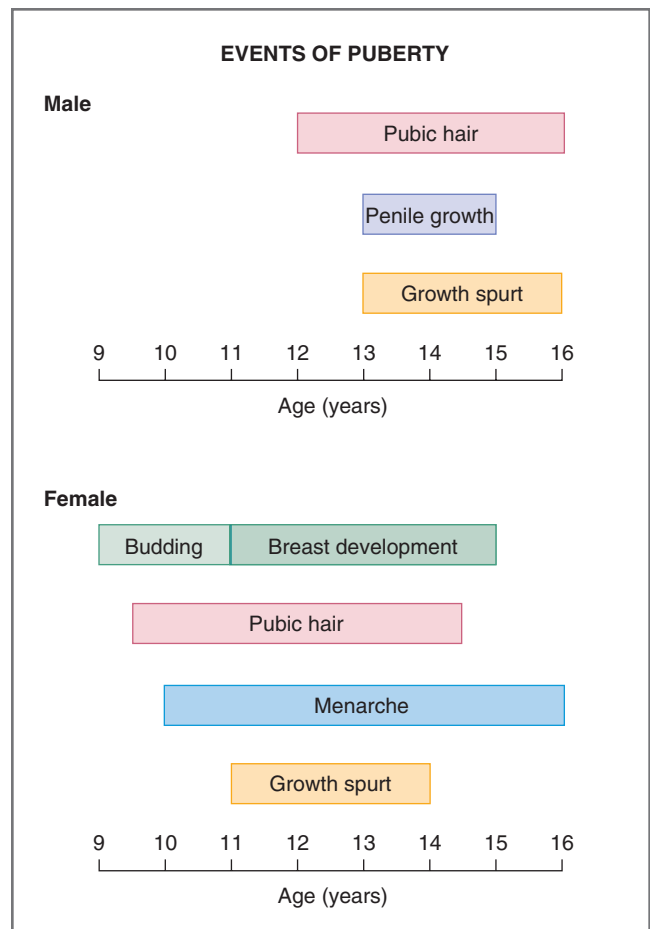 EVENTS OF PUBERTY
Male
Pubic hair
Penile growth
Growth spurt
9 10 11 12 13 14 15 16
Age (years)
Female
Budding Breast development
Pubic hair
Menarche
Growth spurt
9 10 11 12 13 14 15 16
Age (years)